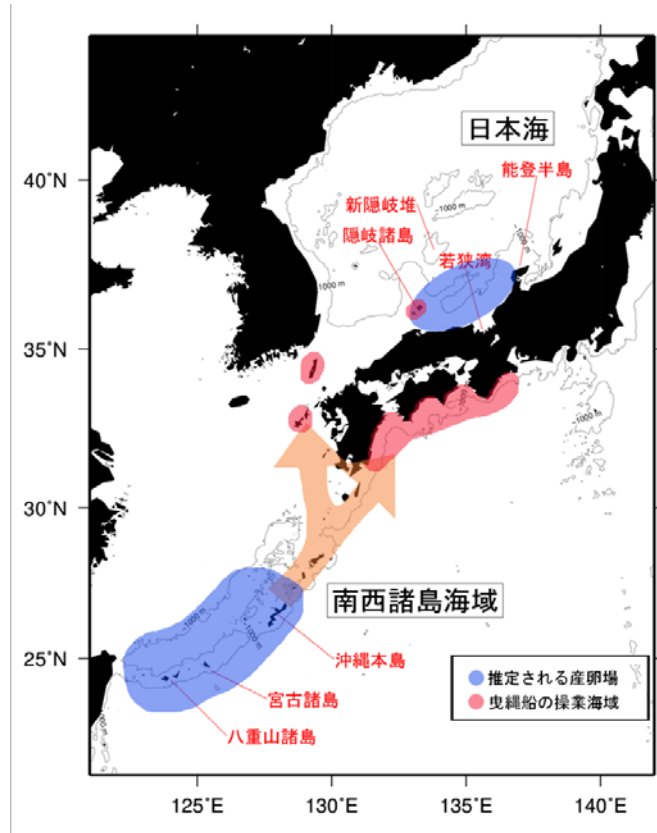 日本海
能登半島
40°N
新隠岐堆
-1000 m
隠岐諸島
-1000 m
若狭湾
-1000 m
35°N
-1000 m
30°N
南西諸島海域
-1000 m
沖縄本島
25°N
宮古諸島
八重山諸島
-1000 m
推定される産卵場
曳縄船の操業海域
125°E
130°E
135°E
140°E